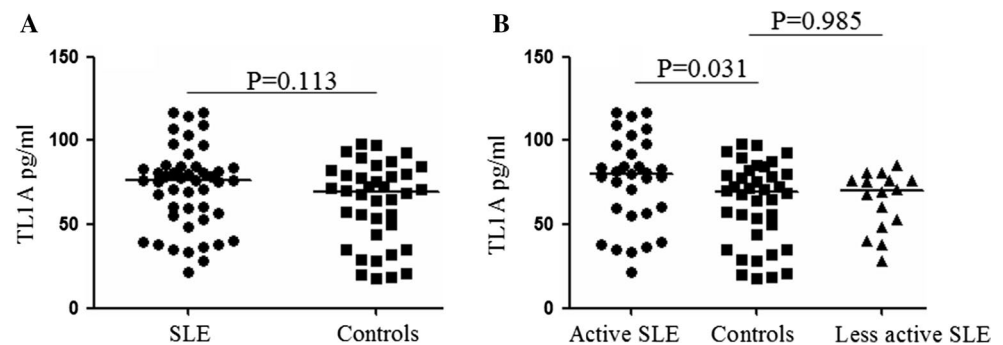 A
TL1A pg/ml
150
100
50
0
P=0.113
SLE
Controls
B
P=0.985
P=0.031
TL1A pg/ml
150
100
50
0
Active SLE
Controls
Less active SLE